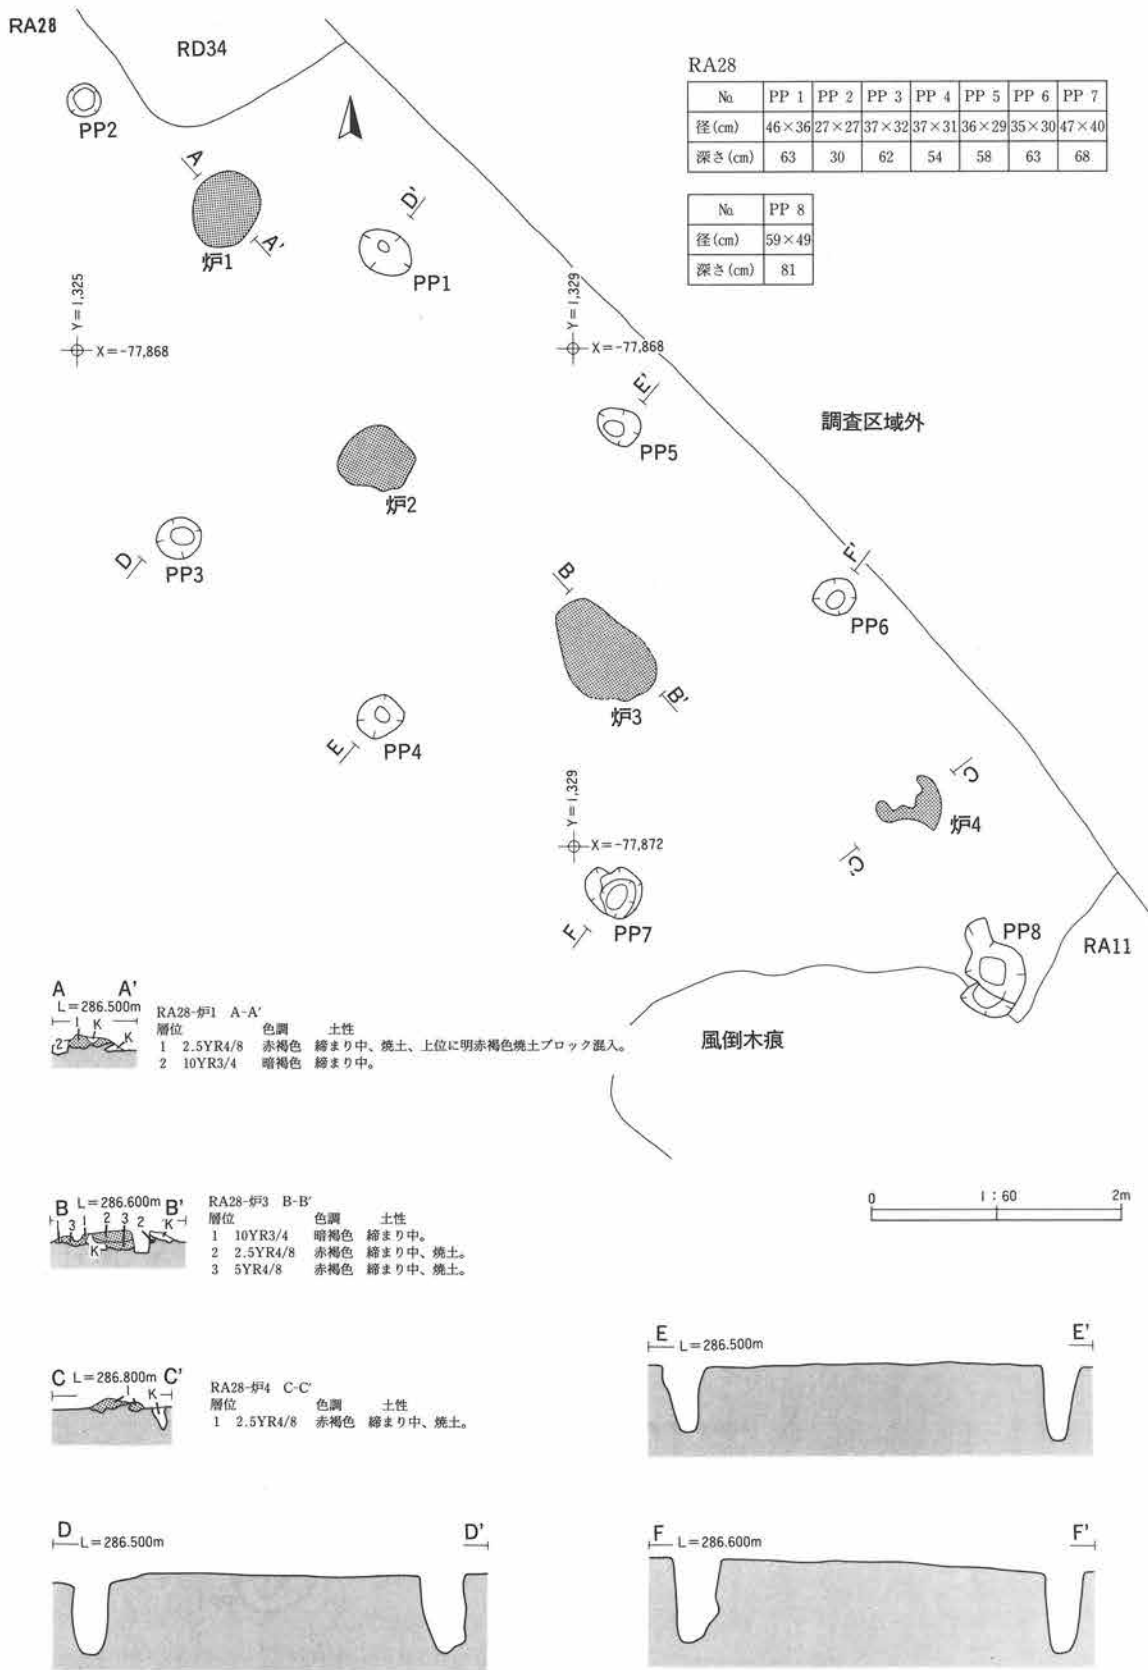 RA28
RD34
PP2
A
A'
炉1
D'
PP1
RA28
No. PP 1 PP 2 PP 3 PP 4 PP 5 PP 6 PP 7
径(cm) 46×36 27×27 37×32 37×31 36×29 35×30 47×40
深さ(cm) 63 30 62 54 58 63 68
No. PP 8
径(cm) 59×49
深さ(cm) 81
Y=1,325
X=-77,868
Y=1,329
X=-77,868
E'
PP5
調査区域外
炉2
D
PP3
B
F'
PP6
B'
炉3
E
PP4
C
炉4
C'
Y=1,329
X=-77,872
F
PP7
PP8
RA11
風倒木痕
A A'
L=286.500m
1 K
2 K
RA28-炉1 A-A'
層位 色調 土性
1 2.5YR4/8 赤褐色 締まり中、焼土、上位に明赤褐色焼土ブロック混入。
2 10YR3/4 暗褐色 締まり中。
0 1:60 2m
B L=286.600m B'
3 1 2 3 2 K
K
RA28-炉3 B-B'
層位 色調 土性
1 10YR3/4 暗褐色 締まり中。
2 2.5YR4/8 赤褐色 締まり中、焼土。
3 5YR4/8 赤褐色 締まり中、焼土。
C L=286.800m C'
1 K
RA28-炉4 C-C'
層位 色調 土性
1 2.5YR4/8 赤褐色 締まり中、焼土。
E L=286.500m E'
D L=286.500m D'
F L=286.600m F'